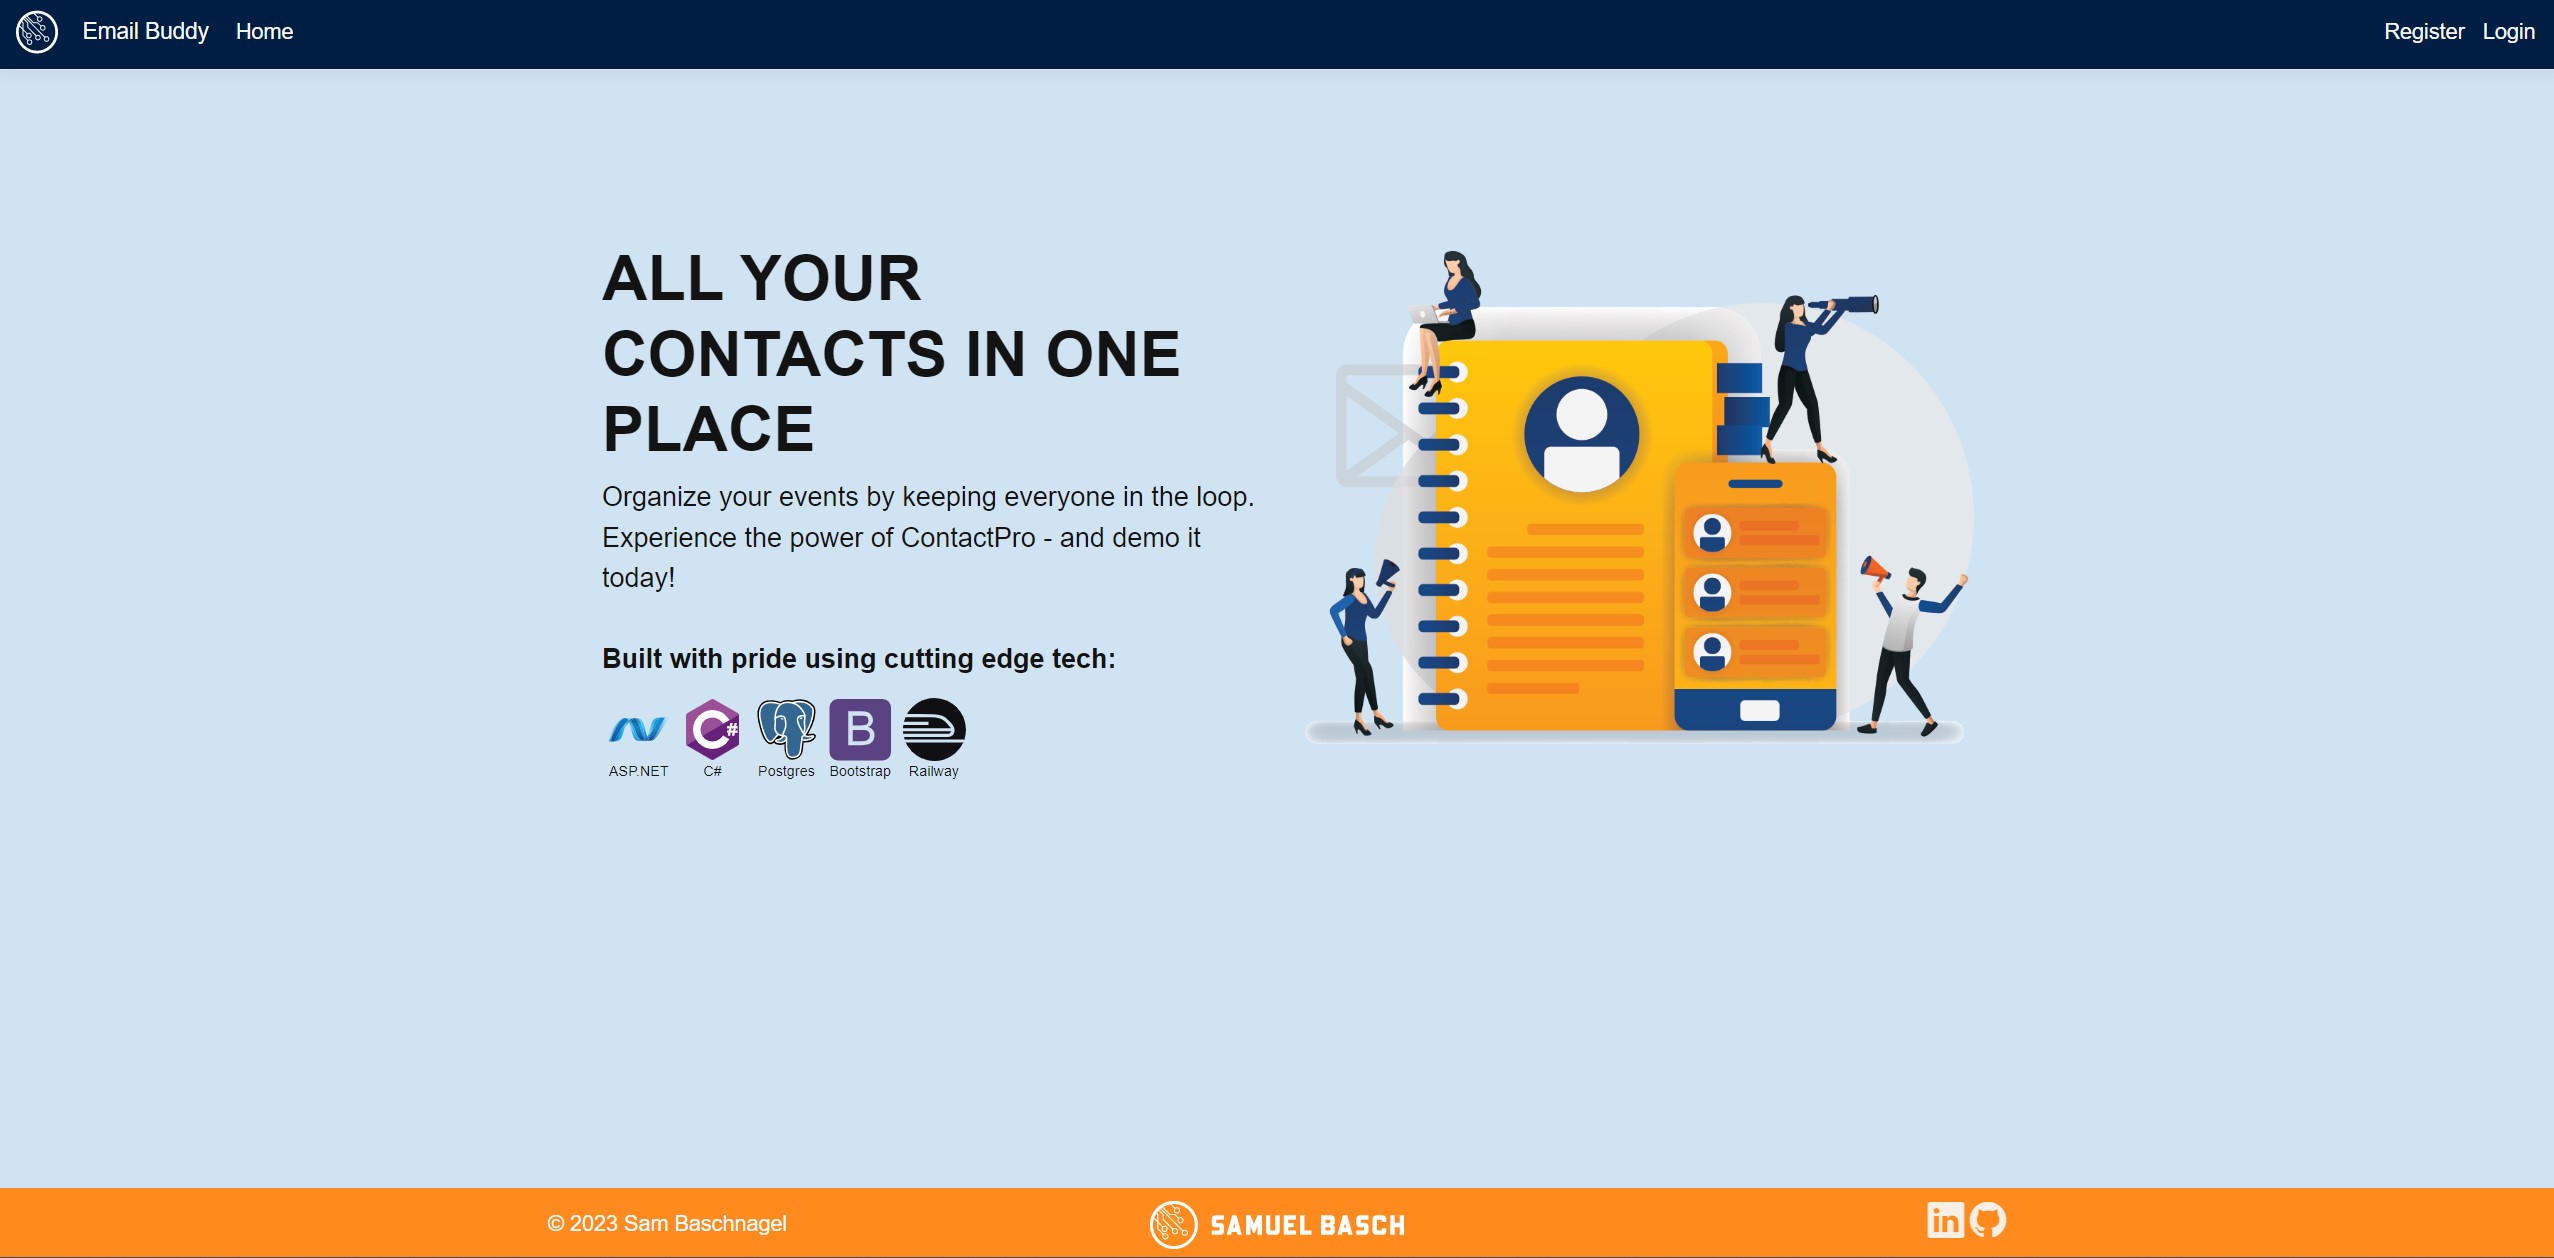 Email Buddy Home Register Login
ALL YOUR
CONTACTS IN ONE
PLACE
Organize your events by keeping everyone in the loop.
Experience the power of ContactPro - and demo it
today!
Built with pride using cutting edge tech:
C#
B
ASP.NET C# Postgres Bootstrap Railway
© 2023 Sam Baschnagel SAMUEL BASCH in